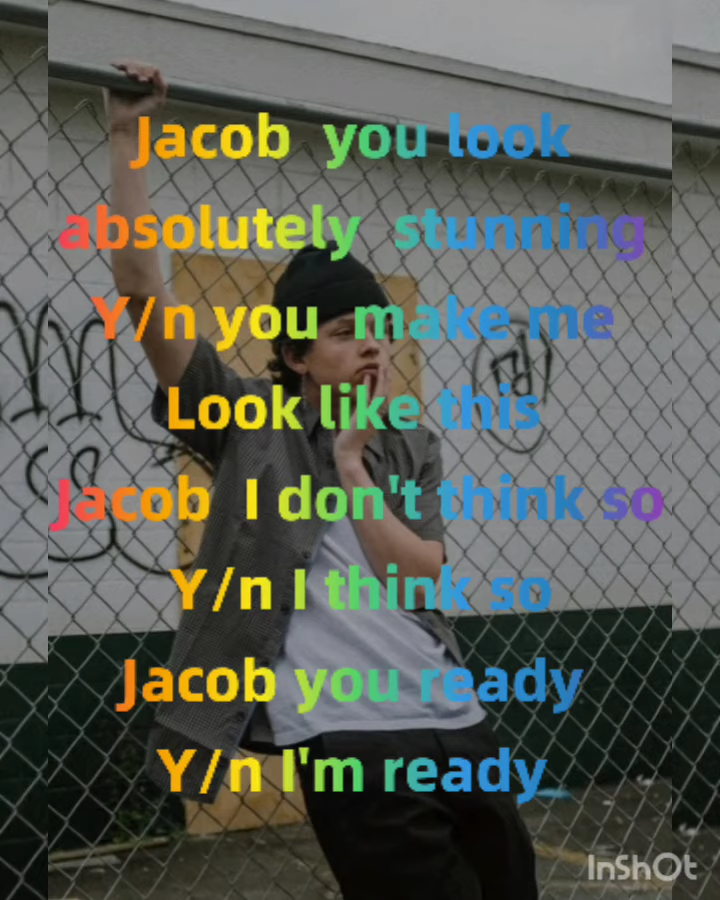 Jacob you look
absolutely stunning
Y/n you make me
Look like this
Jacob I don't think so
Y/n I think so
Jacob you ready
Y/n I'm ready
InShOt